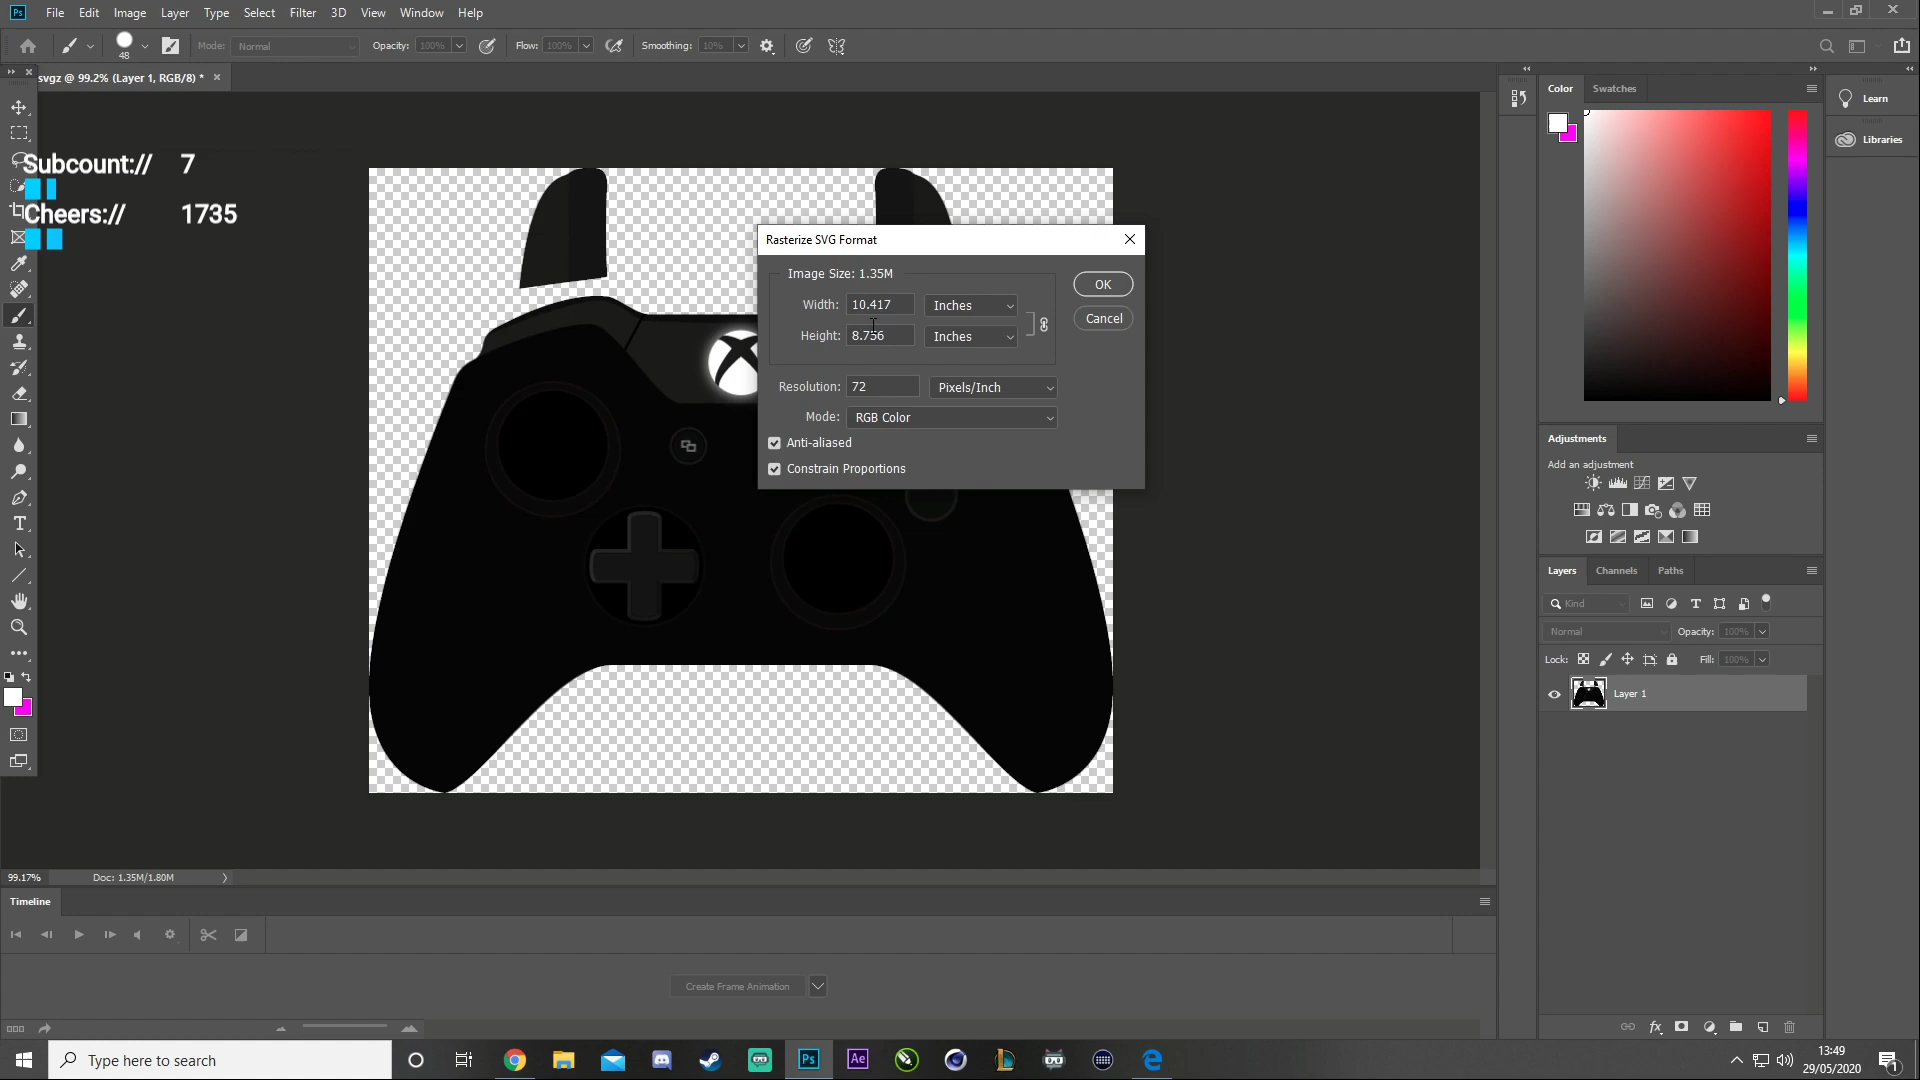 Ps File Edit Image Layer Type Select Filter 3D View Window Help
48 Mode: Normal Opacity: 100% Flow: 100% Smoothing: 10%
svgz @ 99.2% (Layer 1, RGB/8) * ×
Subcount:// 7
Cheers:// 1735
Rasterize SVG Format
Image Size: 1.35M
Width: 10.417 Inches
Height: 8.756 Inches
Resolution: 72 Pixels/Inch
Mode: RGB Color
Anti-aliased
Constrain Proportions
OK
Cancel
Color Swatches
Learn
Libraries
Adjustments
Add an adjustment
Layers Channels Paths
Kind
Normal Opacity: 100%
Lock: Fill: 100%
Layer 1
99.17% Doc: 1.35M/1.80M
Timeline
Create Frame Animation
Type here to search
Ps Ae
13:49
29/05/2020
1